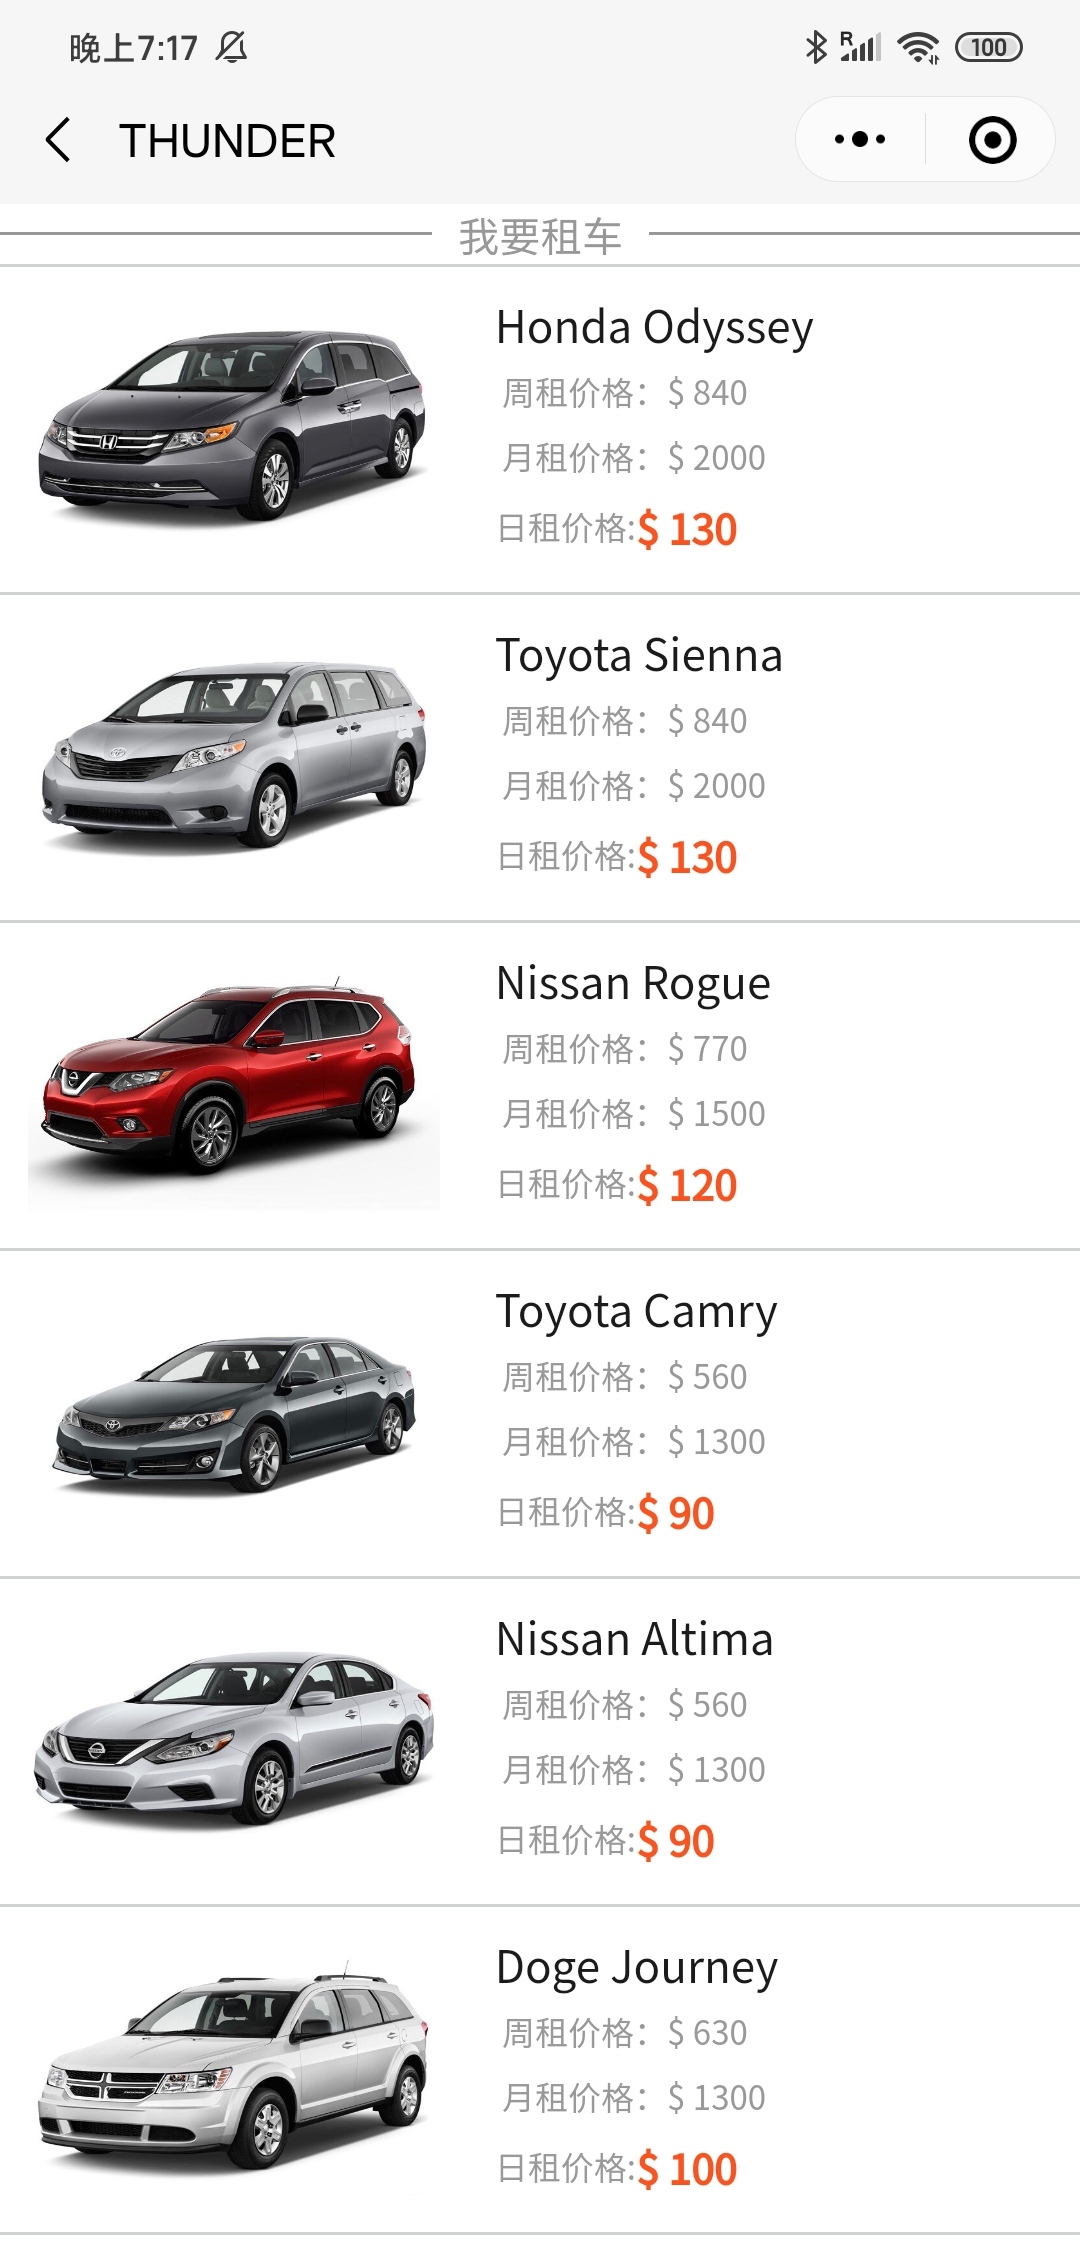 晚上7:17
R
100
THUNDER
我要租车
Honda Odyssey
周租价格：$ 840
月租价格：$ 2000
日租价格:$ 130
Toyota Sienna
周租价格：$ 840
月租价格：$ 2000
日租价格:$ 130
Nissan Rogue
周租价格：$ 770
月租价格：$ 1500
日租价格:$ 120
Toyota Camry
周租价格：$ 560
月租价格：$ 1300
日租价格:$ 90
Nissan Altima
周租价格：$ 560
月租价格：$ 1300
日租价格:$ 90
Doge Journey
周租价格：$ 630
月租价格：$ 1300
日租价格:$ 100